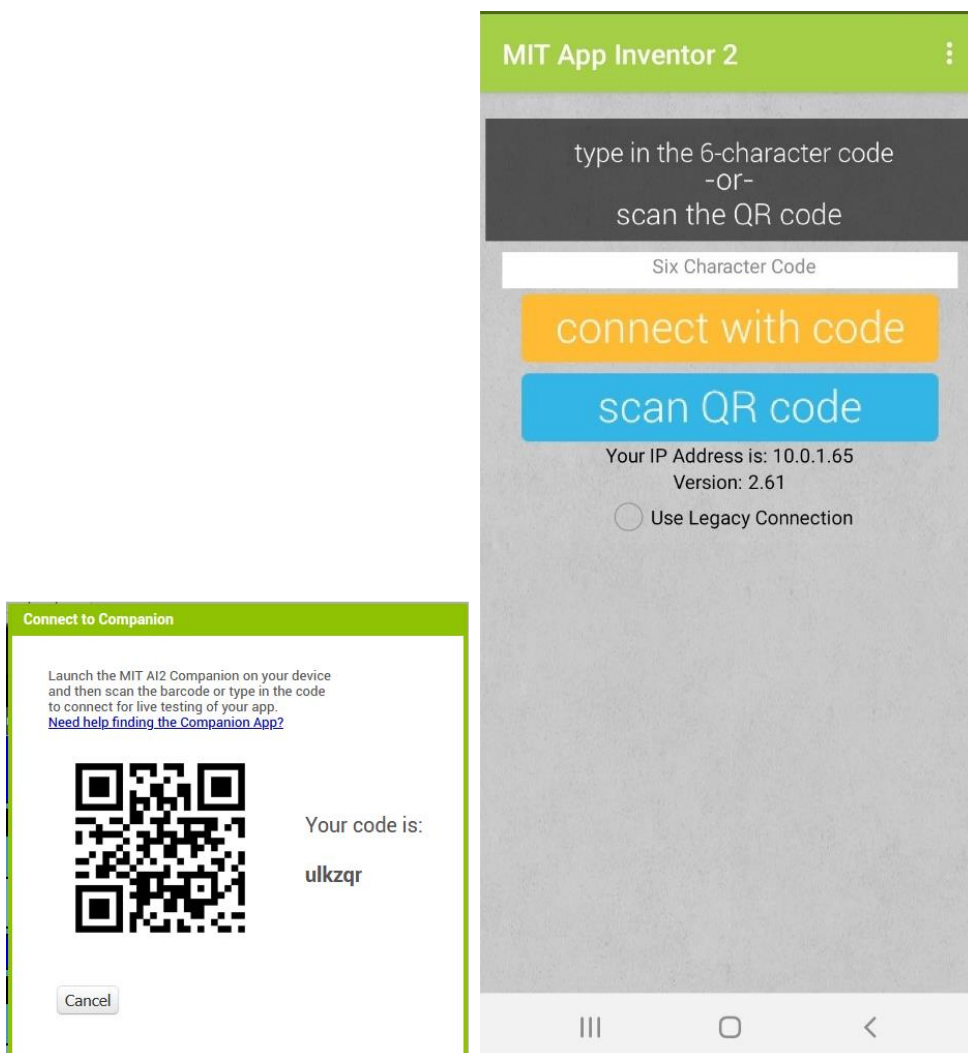 MIT App Inventor 2
type in the 6-character code
-or-
scan the QR code
Six Character Code
connect with code
scan QR code
Your IP Address is: 10.0.1.65
Version: 2.61
Use Legacy Connection
Connect to Companion
Launch the MIT AI2 Companion on your device
and then scan the barcode or type in the code
to connect for live testing of your app.
Need help finding the Companion App?
Your code is:
ulkzqr
Cancel